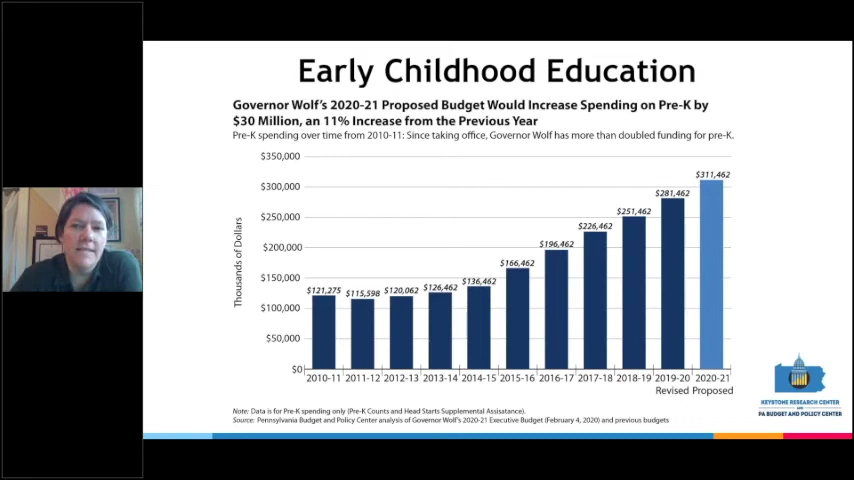 Early Childhood Education
Governor Wolf's 2020-21 Proposed Budget Would Increase Spending on Pre-K by
$30 Million, an 11% Increase from the Previous Year
Pre-K spending over time from 2010-11: Since taking office, Governor Wolf has more than doubled funding for pre-K.
Thousands of Dollars
$350,000
$300,000
$250,000
$200,000
$150,000
$100,000
$50,000
$0
$121,275
$115,598
$120,062
$126,462
$136,462
$166,462
$196,462
$226,462
$251,462
$281,462
$311,462
2010-11 2011-12 2012-13 2013-14 2014-15 2015-16 2016-17 2017-18 2018-19 2019-20 2020-21
Revised Proposed
Note: Data is for Pre-K spending only (Pre-K Counts and Head Starts Supplemental Assisatance).
Source: Pennsylvania Budget and Policy Center analysis of Governor Wolf's 2020-21 Executive Budget (February 4, 2020) and previous budgets
KEYSTONE RESEARCH CENTER
AND
PA BUDGET AND POLICY CENTER